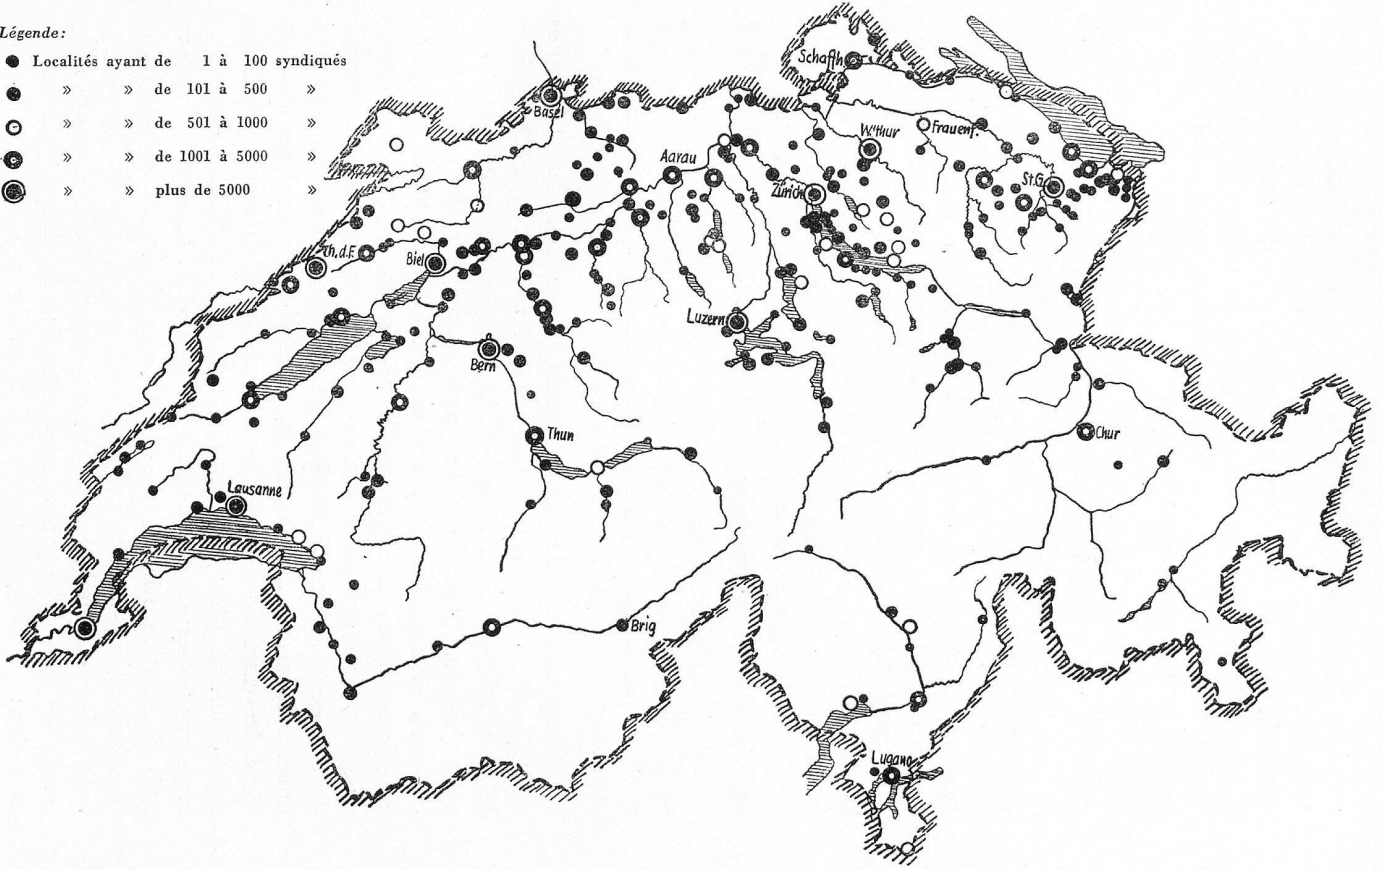 Légende:
Localités ayant de 1 à 100 syndiqués
» » de 101 à 500 »
» » de 501 à 1000 »
» » de 1001 à 5000 »
» » plus de 5000 »
Schaffh
Basel
W'thur
Frauenf.
Aarau
Zürich
St.G.
Ch.d.F.
Biel
Luzern
Bern
Thun
Chur
Lausanne
Brig
Lugano